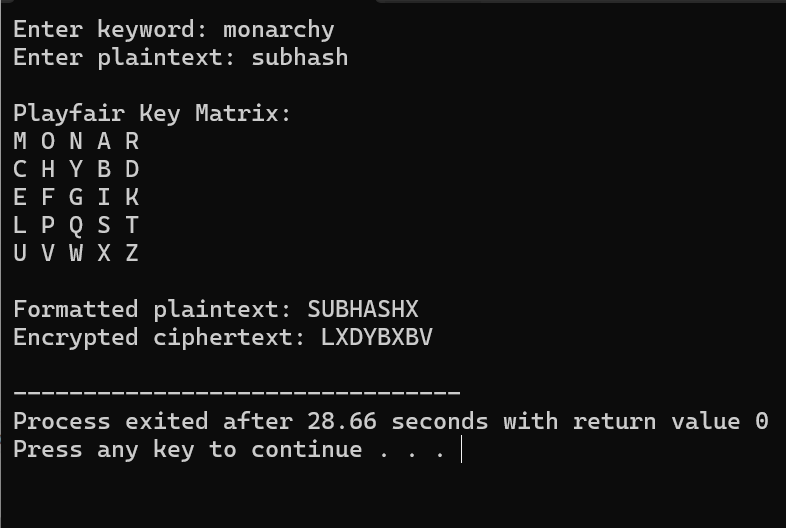 Enter keyword: monarchy
Enter plaintext: subhash
Playfair Key Matrix:
M O N A R
C H Y B D
E F G I K
L P Q S T
U V W X Z
Formatted plaintext: SUBHASHX
Encrypted ciphertext: LXDYBXBV
--------------------------------
Process exited after 28.66 seconds with return value 0
Press any key to continue . . .